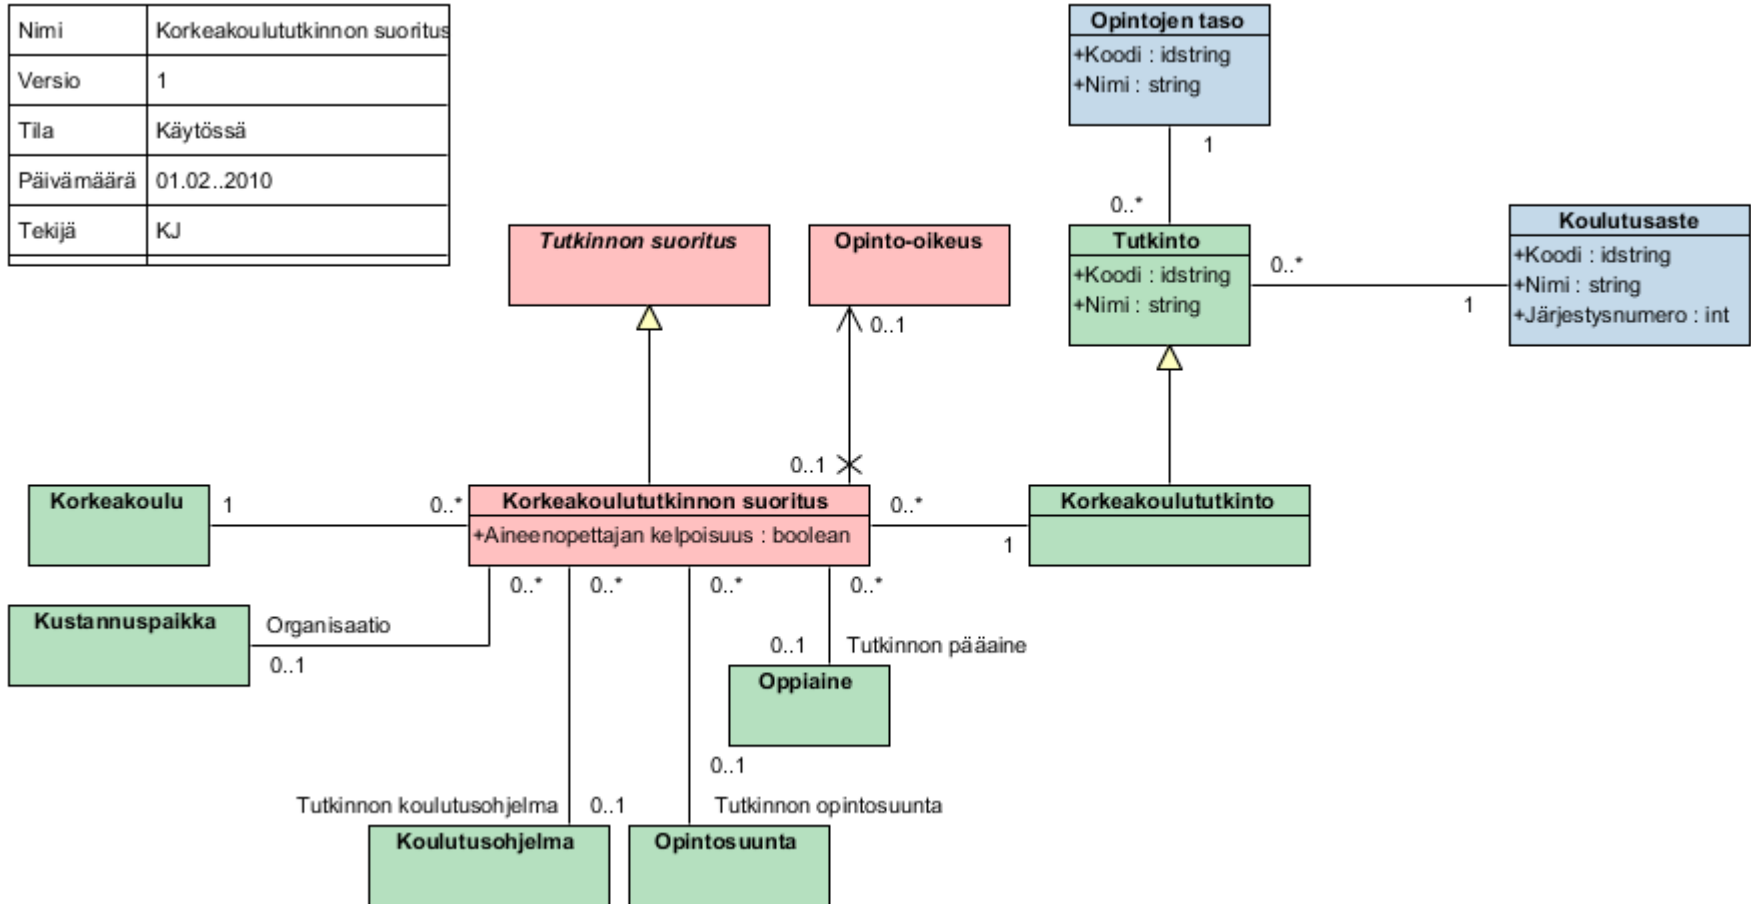 Nimi Korkeakoulututkinnon suoritus
Versio 1
Tila Käytössä
Päivämäärä 01.02..2010
Tekijä KJ
Opintojen taso
+Koodi : idstring
+Nimi : string
1
0..*
Tutkinnon suoritus
Opinto-oikeus
0..1
Tutkinto
+Koodi : idstring
+Nimi : string
0..*
1
Koulutusaste
+Koodi : idstring
+Nimi : string
+Järjestysnumero : int
0..1
Korkeakoulu
1
0..*
Korkeakoulututkinnon suoritus
+Aineenopettajan kelpoisuus : boolean
0..*
1
Korkeakoulututkinto
0..*
0..*
0..*
0..*
Kustannuspaikka
Organisaatio
0..1
0..1
Tutkinnon pääaine
Oppiaine
0..1
Tutkinnon koulutusohjelma
0..1
Tutkinnon opintosuunta
Koulutusohjelma
Opintosuunta